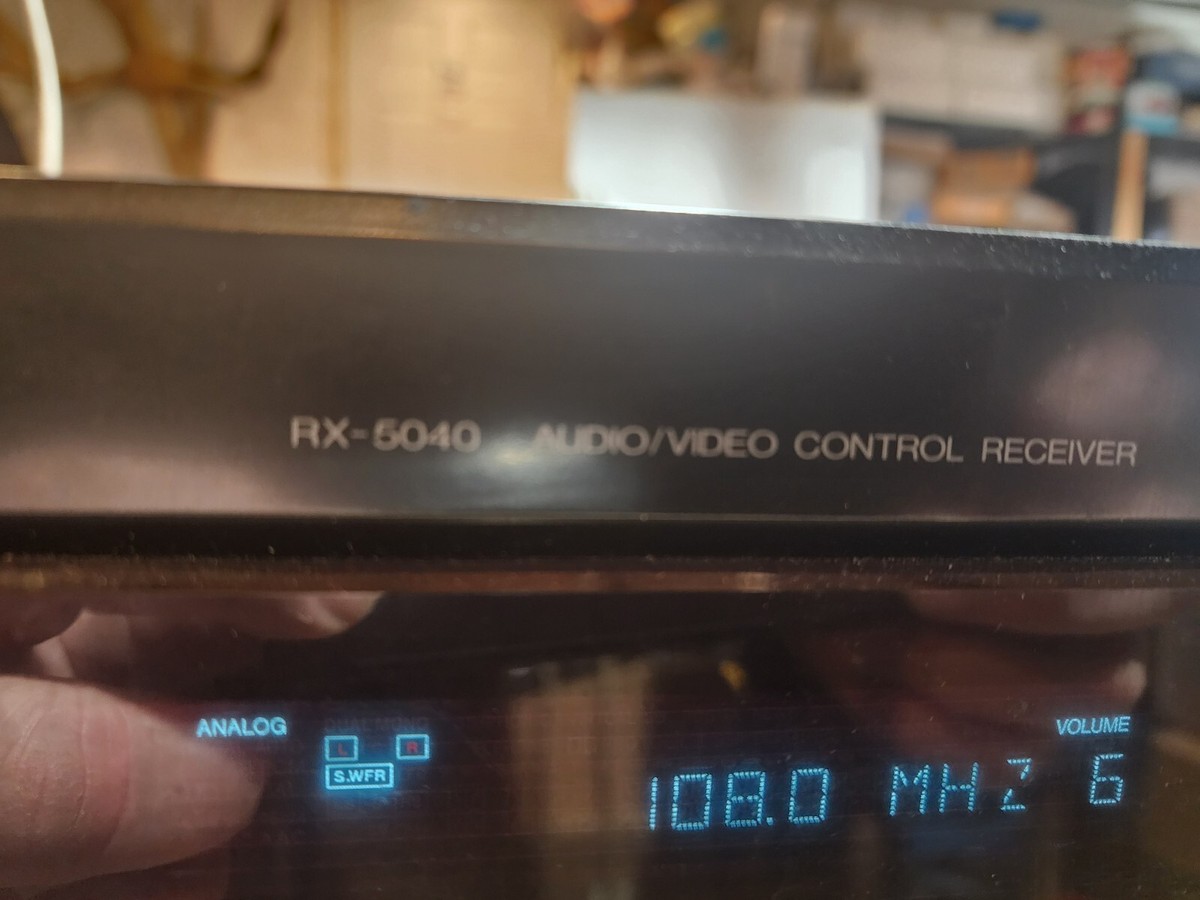 RX-5040 AUDIO/VIDEO CONTROL RECEIVER
ANALOG
VOLUME
L R
S.WFR
108.0 MHZ 6